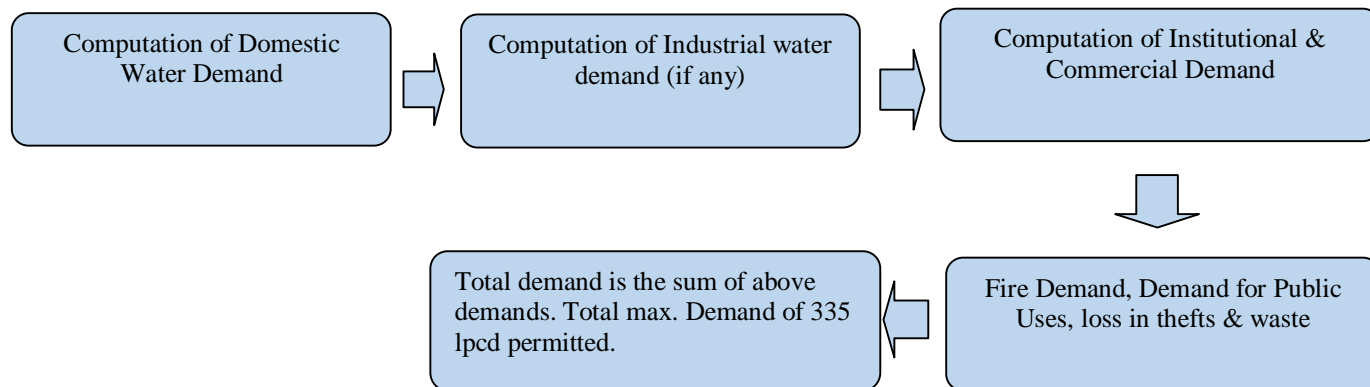 Computation of Domestic
Water Demand
Computation of Industrial water
demand (if any)
Computation of Institutional &
Commercial Demand
Fire Demand, Demand for Public
Uses, loss in thefts & waste
Total demand is the sum of above
demands. Total max. Demand of 335
lpcd permitted.